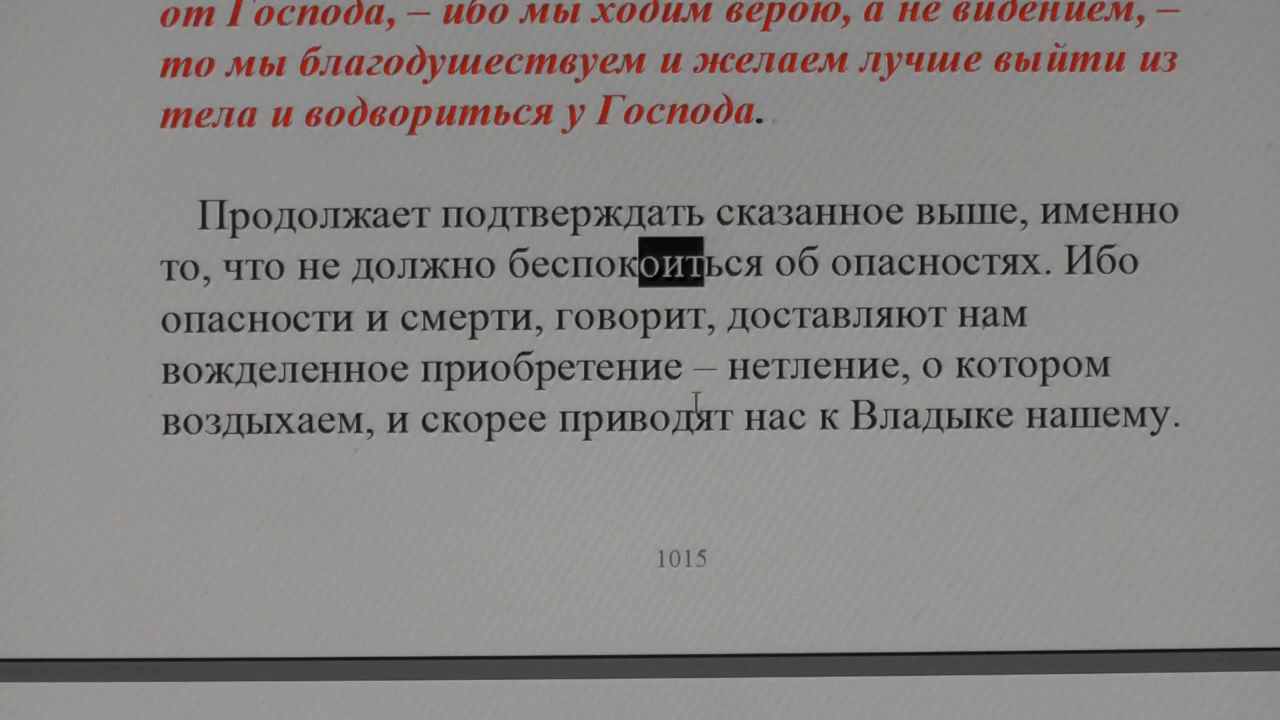 от Господа, – ибо мы ходим верою, а не видением, –
то мы благодушествуем и желаем лучше выйти из
тела и водвориться у Господа.
Продолжает подтверждать сказанное выше, именно
то, что не должно беспокоиться об опасностях. Ибо
опасности и смерти, говорит, доставляют нам
вожделенное приобретение – нетление, о котором
воздыхаем, и скорее приводят нас к Владыке нашему.
1015